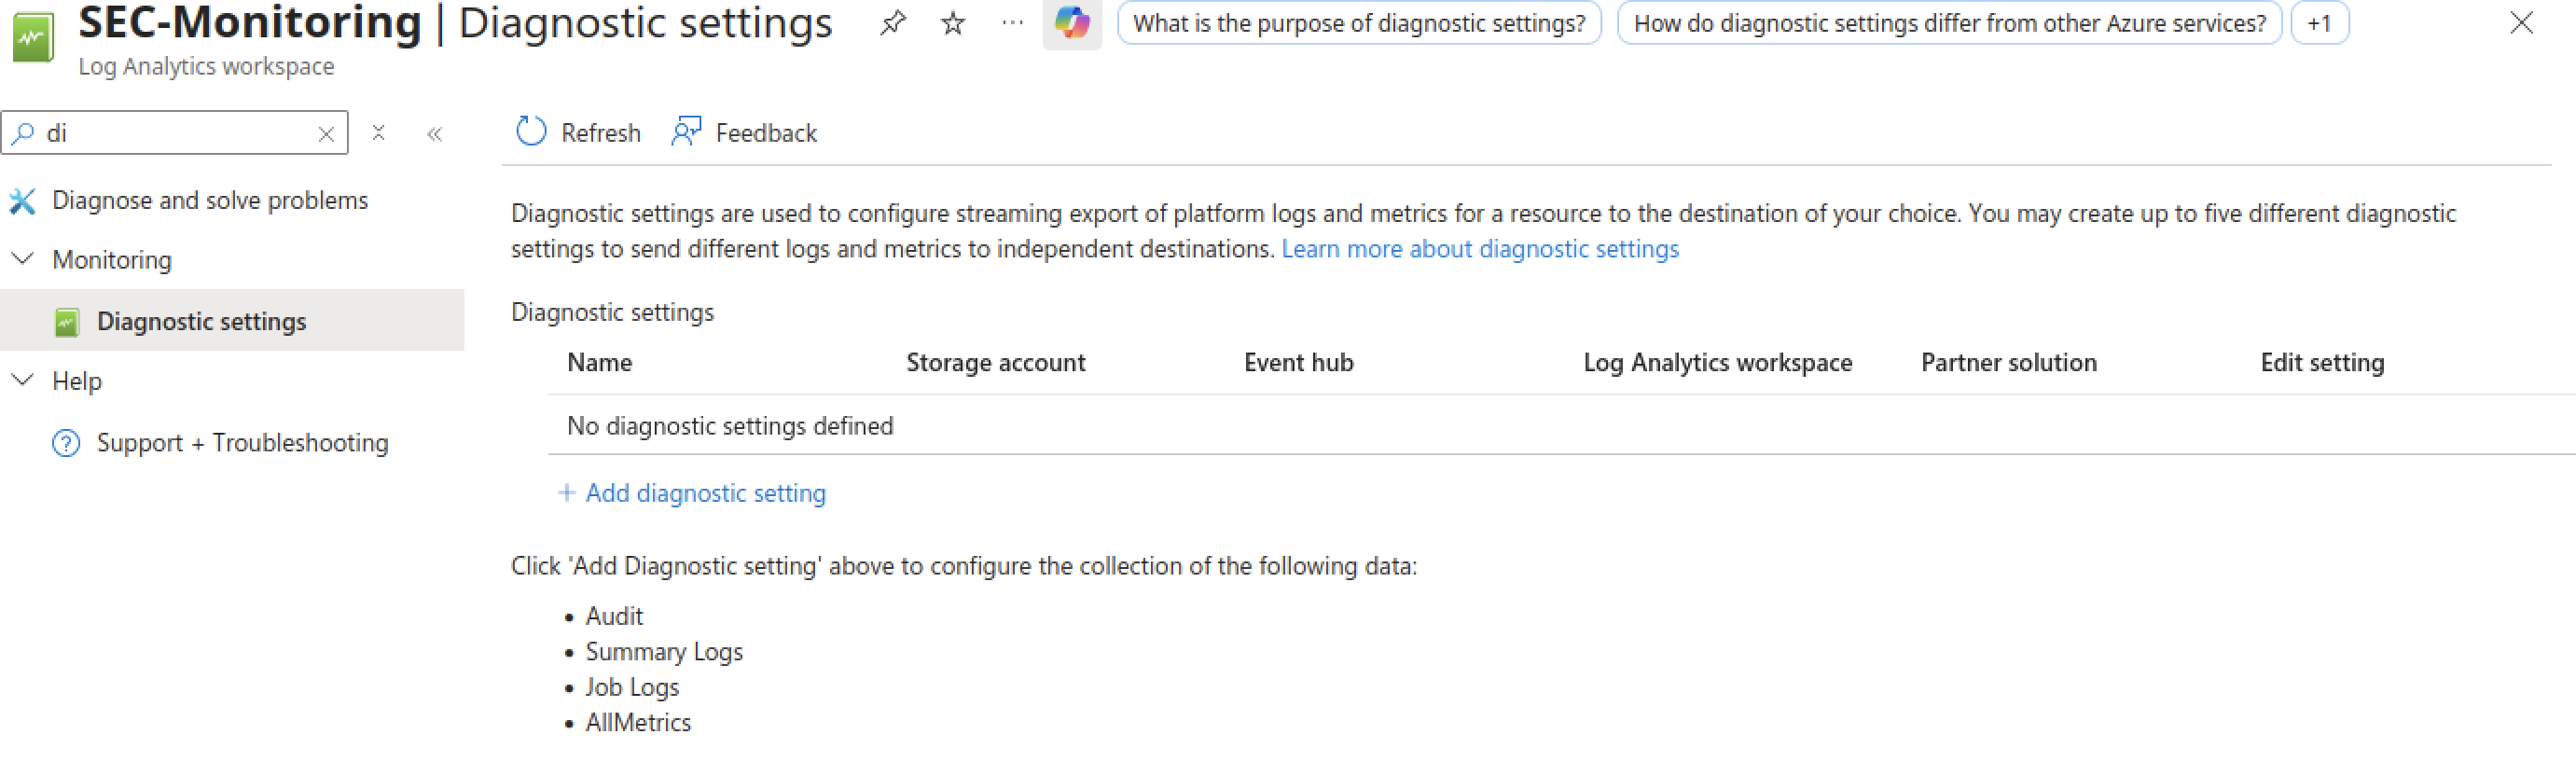 SEC-Monitoring | Diagnostic settings
What is the purpose of diagnostic settings?
How do diagnostic settings differ from other Azure services?
+1
Log Analytics workspace
di
Refresh
Feedback
Diagnose and solve problems
Monitoring
Diagnostic settings
Help
Support + Troubleshooting
Diagnostic settings are used to configure streaming export of platform logs and metrics for a resource to the destination of your choice. You may create up to five different diagnostic
settings to send different logs and metrics to independent destinations. Learn more about diagnostic settings
Diagnostic settings
Name Storage account Event hub Log Analytics workspace Partner solution Edit setting
No diagnostic settings defined
+ Add diagnostic setting
Click 'Add Diagnostic setting' above to configure the collection of the following data:
• Audit
• Summary Logs
• Job Logs
• AllMetrics